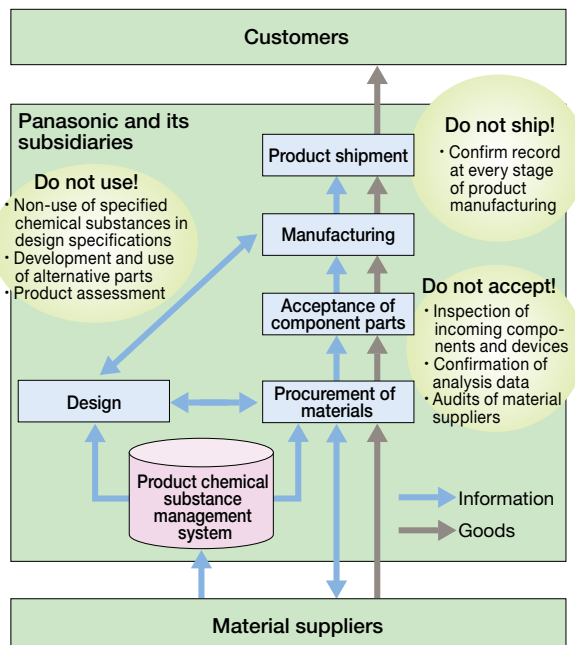 Customers
Panasonic and its
subsidiaries
Do not ship!
・Confirm record
at every stage
of product
manufacturing
Product shipment
Do not use!
・Non-use of specified
chemical substances in
design specifications
・Development and use
of alternative parts
・Product assessment
Manufacturing
Do not accept!
・Inspection of
incoming compo-
nents and devices
・Confirmation of
analysis data
・Audits of material
suppliers
Acceptance of
component parts
Design
Procurement of
materials
Product chemical
substance
management
system
Information
Goods
Material suppliers